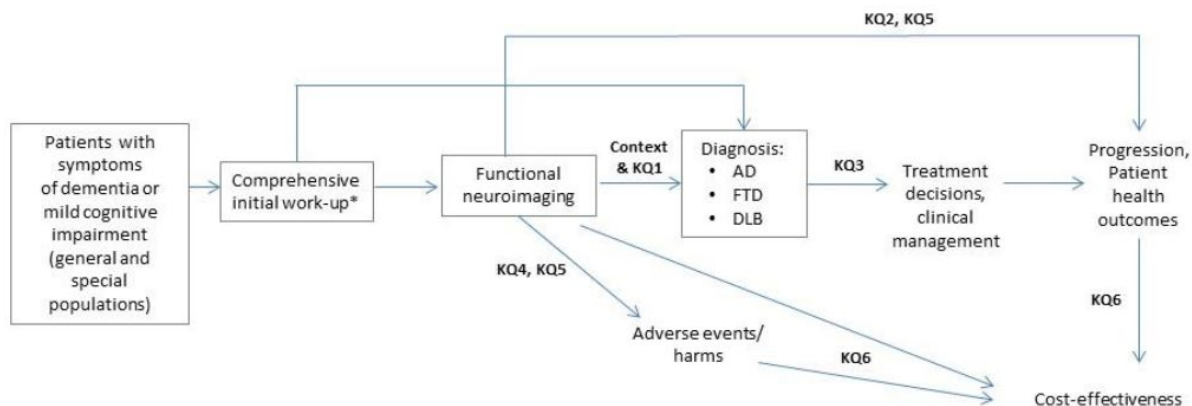 KQ2, KQ5
Patients with
symptoms
of dementia or
mild cognitive
impairment
(general and
special
populations)
Comprehensive
initial work-up*
Functional
neuroimaging
Context
& KQ1
Diagnosis:
• AD
• FTD
• DLB
KQ3
Treatment
decisions,
clinical
management
Progression,
Patient
health
outcomes
KQ4, KQ5
KQ6
Adverse events/
harms
KQ6
Cost-effectiveness